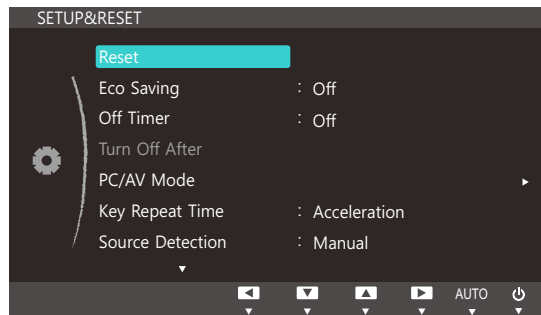 SETUP&RESET
Reset
Eco Saving : Off
Off Timer : Off
Turn Off After
PC/AV Mode
Key Repeat Time : Acceleration
Source Detection : Manual
AUTO